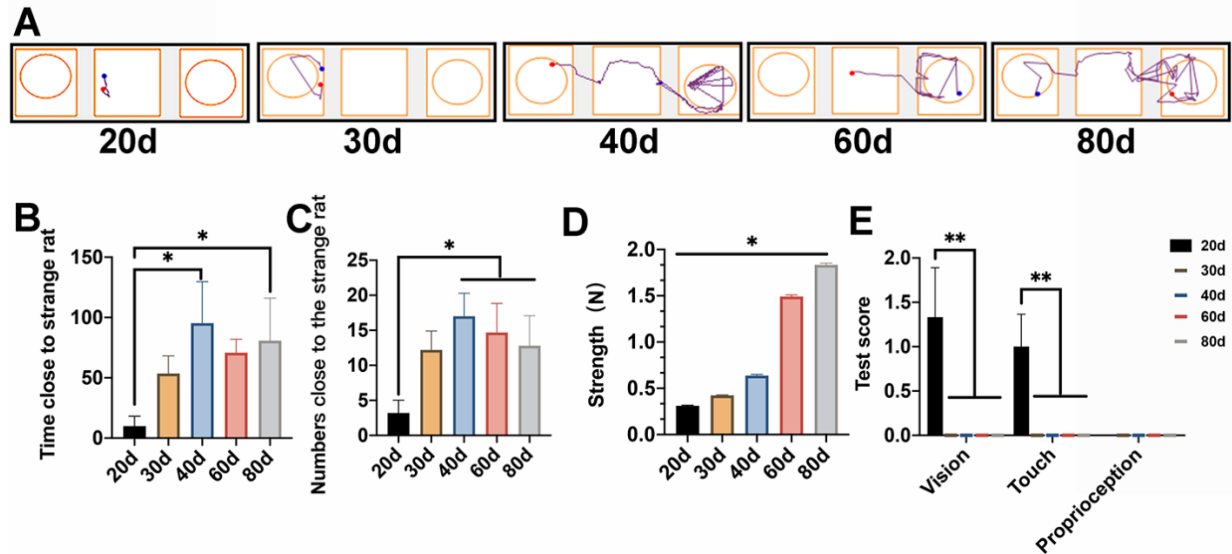 A
20d
30d
40d
60d
80d
B
Time close to strange rat
150
100
50
0
*
*
20d
30d
40d
60d
80d
C
Numbers close to the strange rat
25
20
15
10
5
0
*
20d
30d
40d
60d
80d
D
Strength（N）
2.0
1.5
1.0
0.5
0.0
*
20d
30d
40d
60d
80d
E
Test score
2.0
1.5
1.0
0.5
0.0
**
**
Vision
Touch
Proprioception
20d
30d
40d
60d
80d